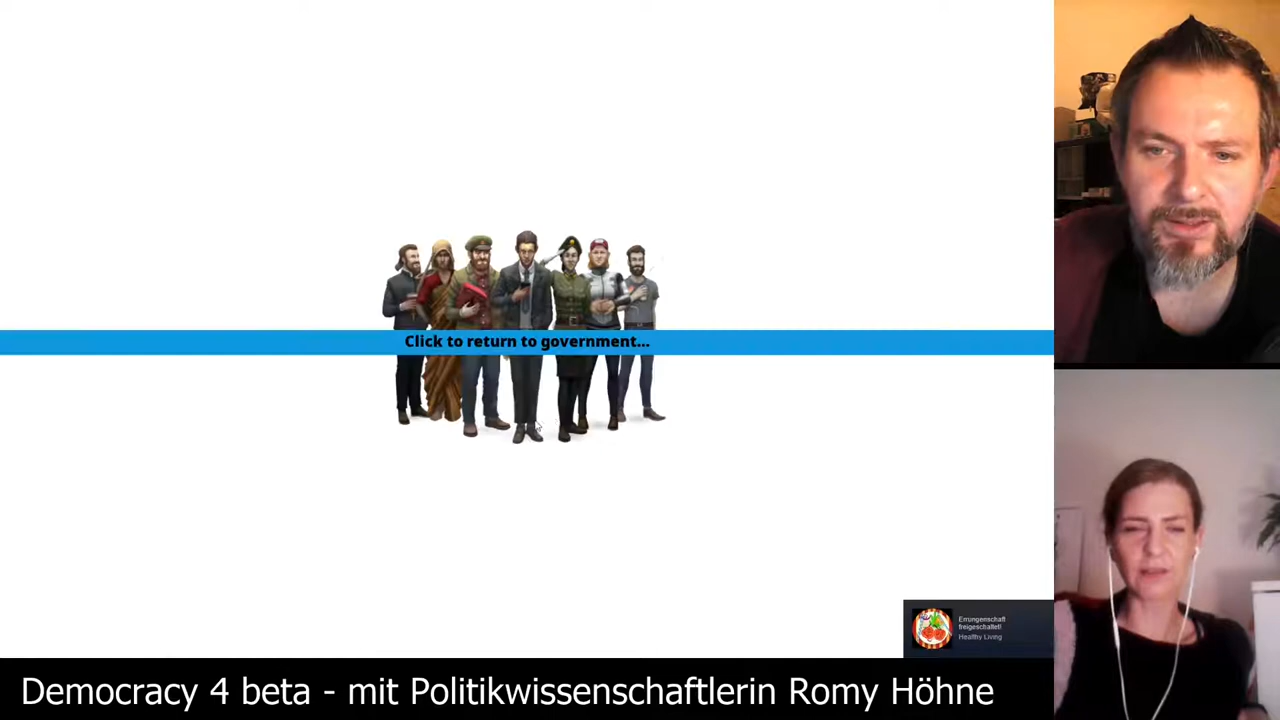 Click to return to government...
Errungenschaft
freigeschaltet!
Healthy Living
Democracy 4 beta - mit Politikwissenschaftlerin Romy Höhne